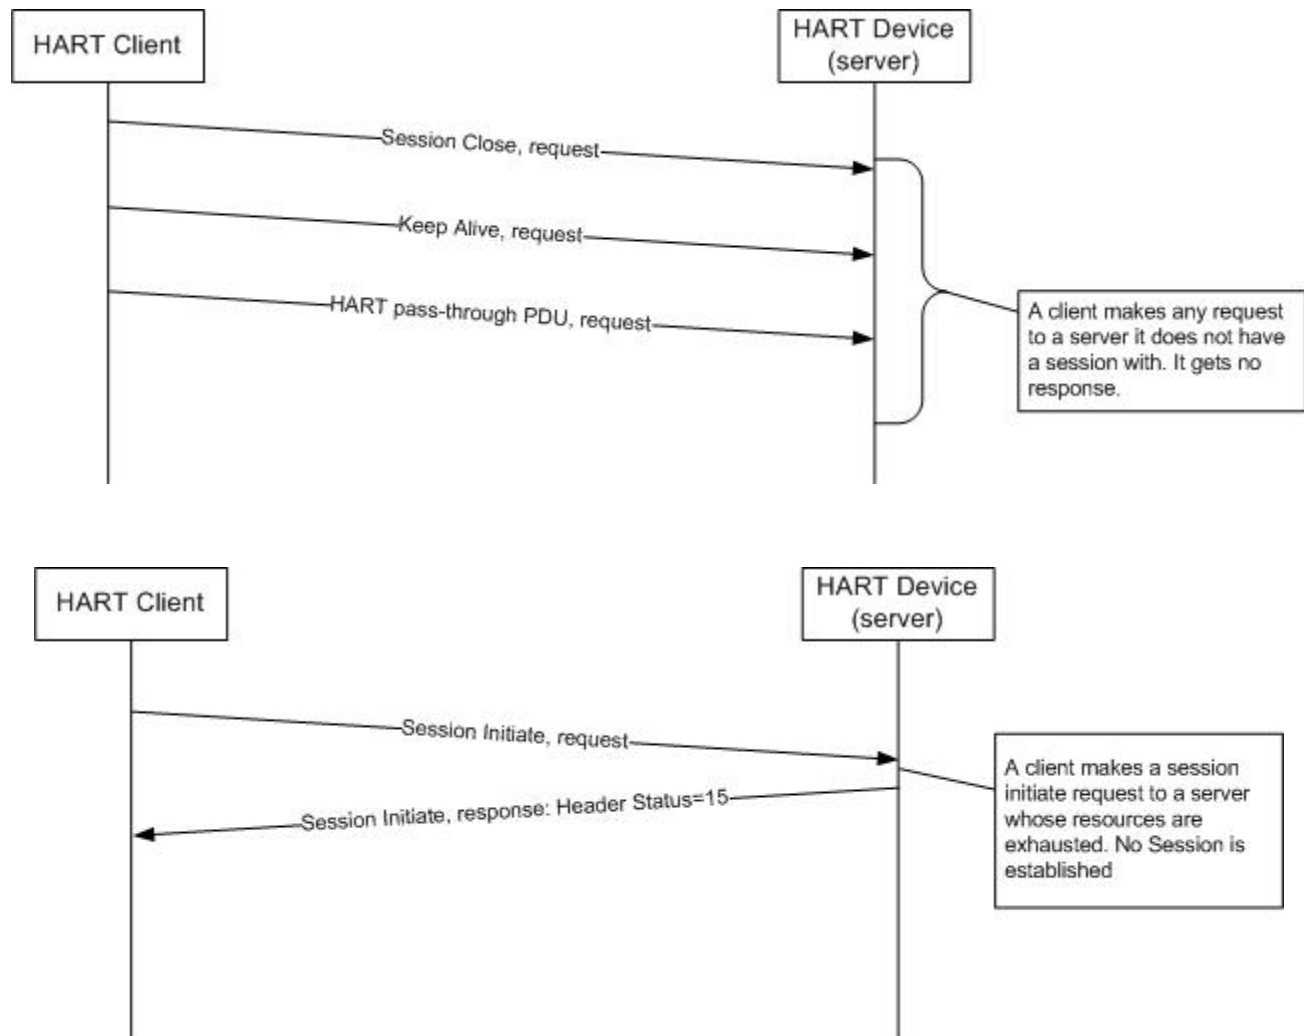 HART Client
HART Device
(server)
Session Close, request
Keep Alive, request
HART pass-through PDU, request
A client makes any request
to a server it does not have
a session with. It gets no
response.
HART Client
HART Device
(server)
Session Initiate, request
Session Initiate, response: Header Status=15
A client makes a session
initiate request to a server
whose resources are
exhausted. No Session is
established